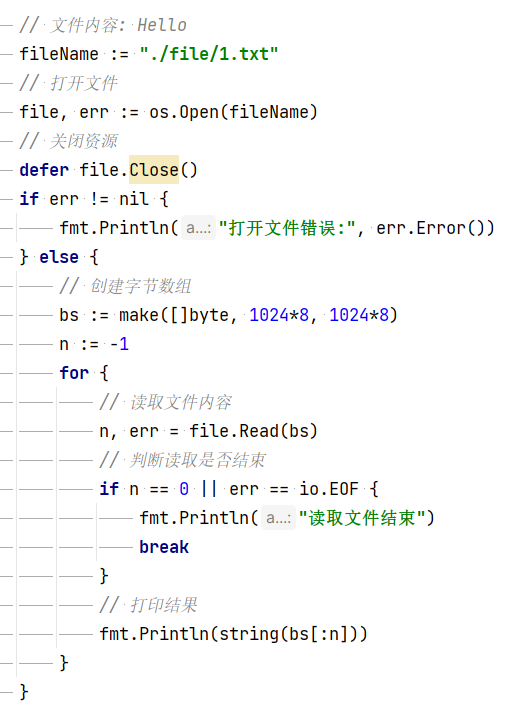 // 文件内容: Hello
fileName := "./file/1.txt"
// 打开文件
file, err := os.Open(fileName)
// 关闭资源
defer file.Close()
if err != nil {
fmt.Println( a…: "打开文件错误:", err.Error())
} else {
// 创建字节数组
bs := make([]byte, 1024*8, 1024*8)
n := -1
for {
// 读取文件内容
n, err = file.Read(bs)
// 判断读取是否结束
if n == 0 || err == io.EOF {
fmt.Println( a…: "读取文件结束")
break
}
// 打印结果
fmt.Println(string(bs[:n]))
}
}